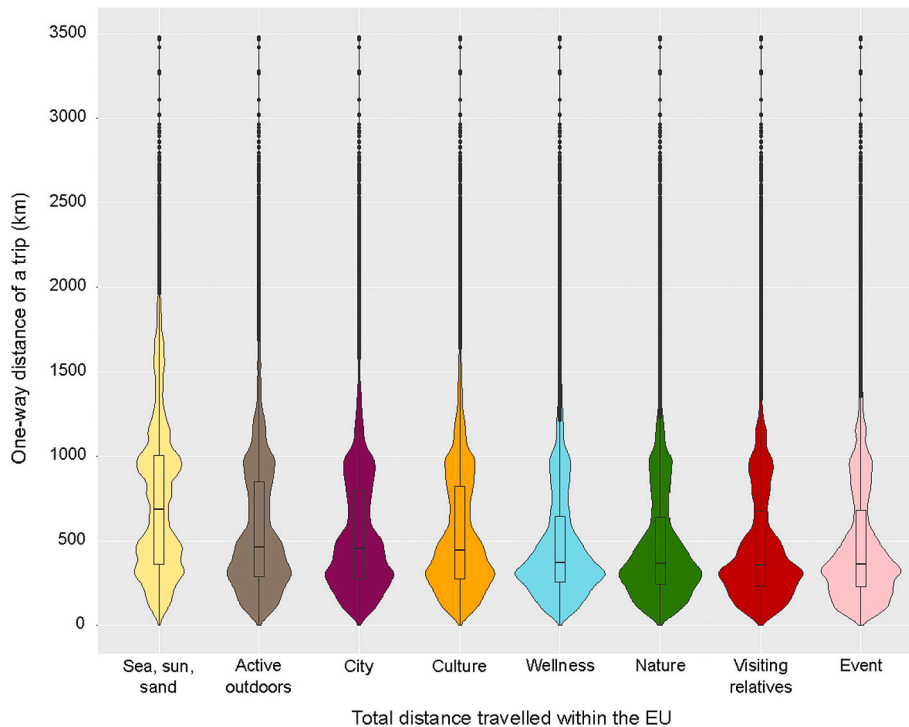 3500
3000
2500
2000
1500
1000
500
0
One-way distance of a trip (km)
Sea, sun,
sand
Active
outdoors
City
Culture
Wellness
Nature
Visiting
relatives
Event
Total distance travelled within the EU